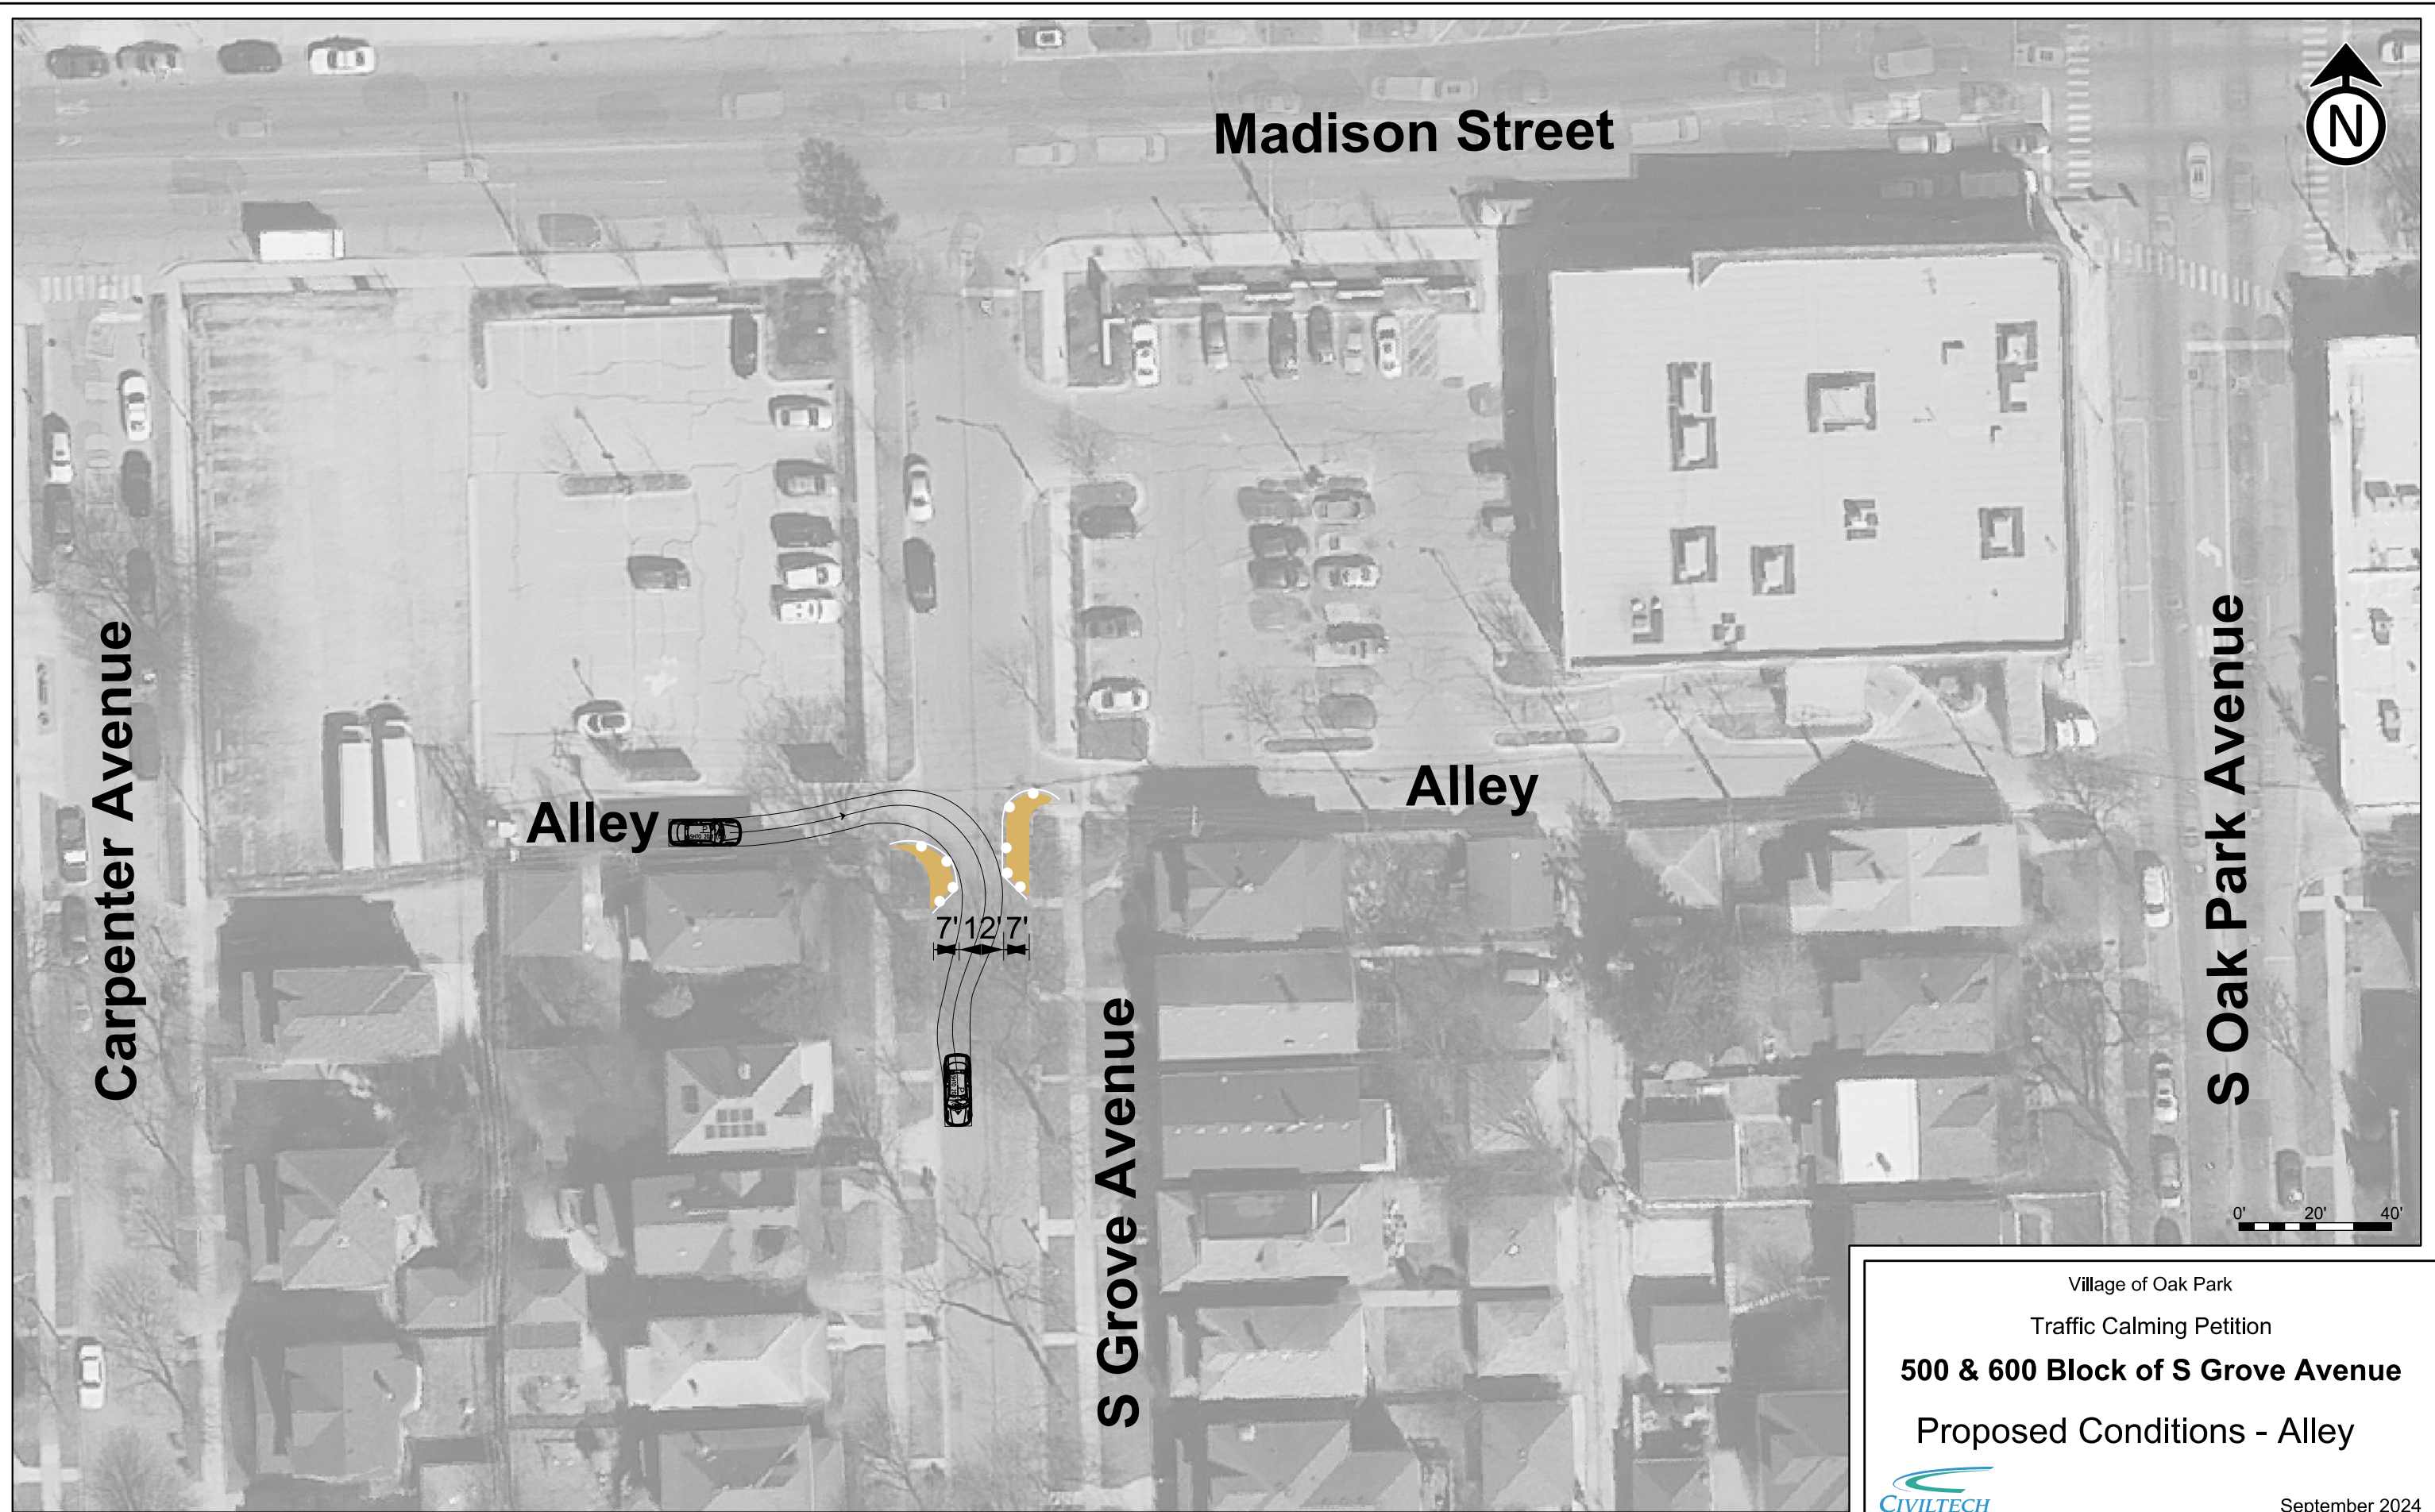 Madison Street
N
Carpenter Avenue
Alley
Alley
S Grove Avenue
S Oak Park Avenue
7' 12' 7'
0' 20' 40'
Village of Oak Park
Traffic Calming Petition
500 & 600 Block of S Grove Avenue
Proposed Conditions - Alley
CIVILTECH
September 2024